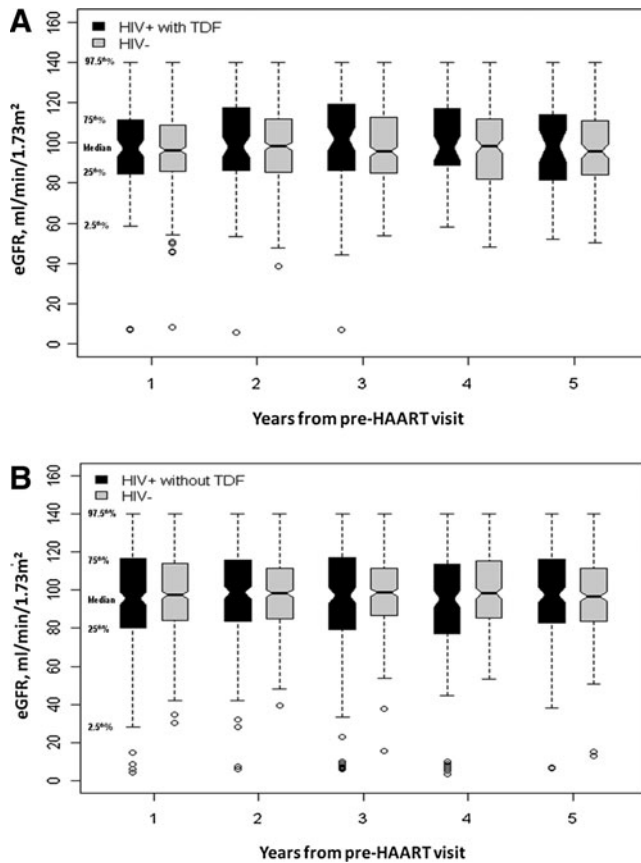 A
HIV+ with TDF
HIV-
160
140
120
100
80
60
40
20
0
97.5th%
75th%
Median
25th%
2.5th%
eGFR, ml/min/1.73m²
1 2 3 4 5
Years from pre-HAART visit
B
HIV+ without TDF
HIV-
160
140
120
100
80
60
40
20
0
97.5th%
75th%
Median
25th%
2.5th%
eGFR, ml/min/1.73m²
1 2 3 4 5
Years from pre-HAART visit